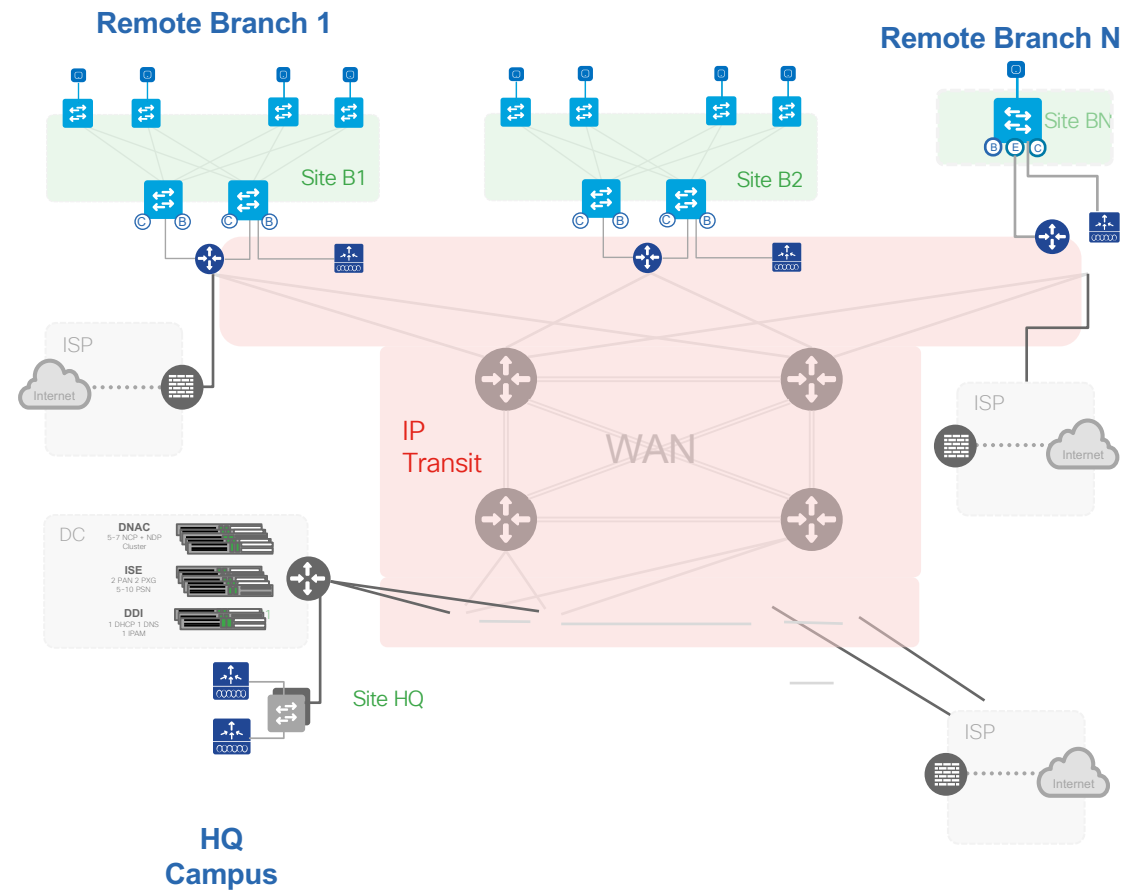 Remote Branch 1
Remote Branch N
Site BN
B
E
C
Site B1
Site B2
C
B
C
B
C
B
C
B
ISP
Internet
IP
Transit
WAN
ISP
Internet
DC
DNAC
5-7 NCP + NDP
Cluster
ISE
2 PAN 2 PXG
5-10 PSN
DDI
1
1 DHCP 1 DNS
1 IPAM
Site HQ
ISP
Internet
HQ
Campus